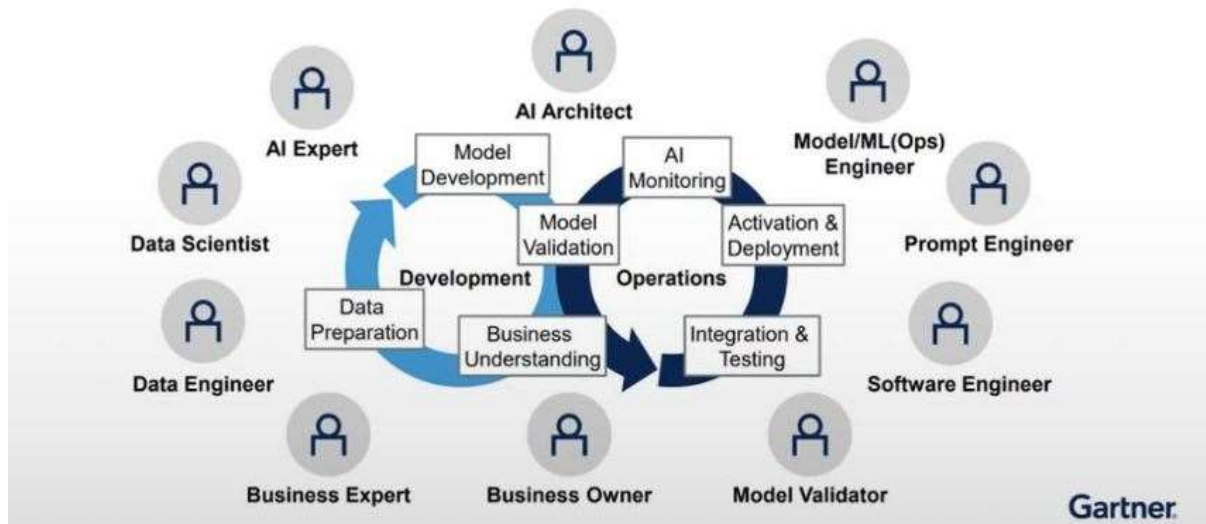 AI Architect
AI Expert
Model/ML(Ops)
Engineer
Model
Development
AI
Monitoring
Data Scientist
Model
Validation
Activation &
Deployment
Prompt Engineer
Development
Operations
Data
Preparation
Business
Understanding
Integration &
Testing
Data Engineer
Software Engineer
Business Expert
Business Owner
Model Validator
Gartner